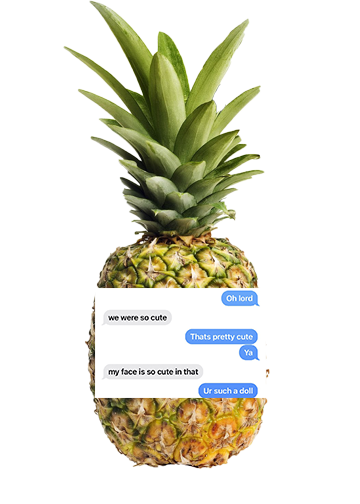 Oh lord
we were so cute
Thats pretty cute
Ya
my face is so cute in that
Ur such a doll